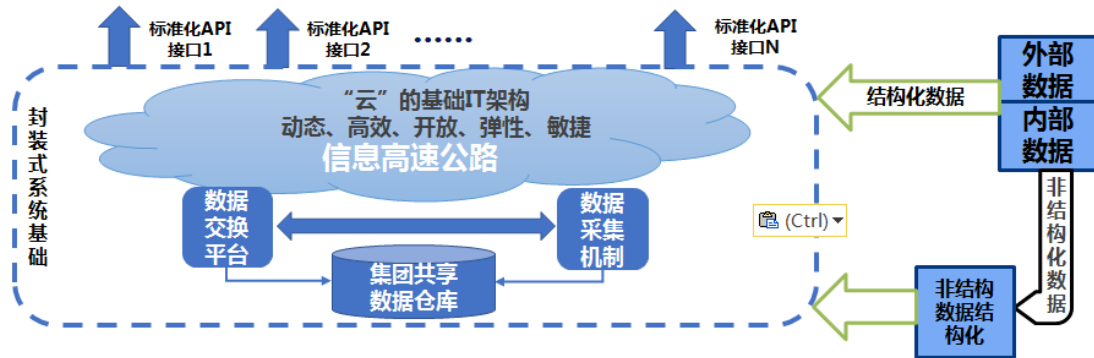 标准化API
接口1
标准化API
接口2
……
标准化API
接口N
封装式系统基础
“云”的基础IT架构
动态、高效、开放、弹性、敏捷
信息高速公路
数据
交换
平台
数据
采集
机制
集团共享
数据仓库
(Ctrl)
结构化数据
外部
数据
内部
数据
非结构化数据
非结构
数据结
构化